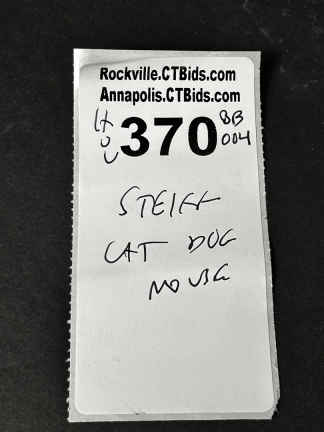 Rockville.CTBids.com
Annapolis.CTBids.com
370 BB
004
STEIFF
CAT DOG
MOUSE